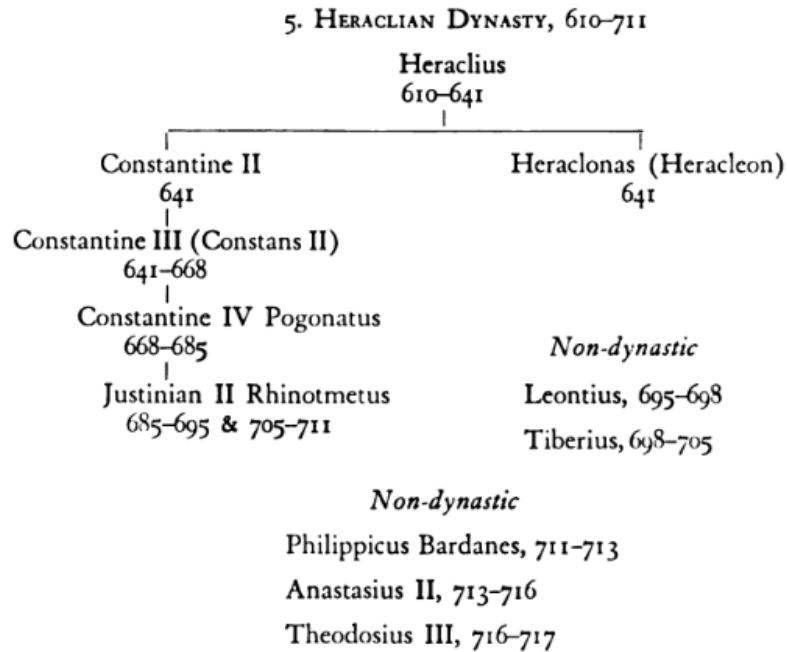 5. HERACLIAN DYNASTY, 610–711
Heraclius
610–641
Constantine II
641
Heraclonas (Heracleon)
641
Constantine III (Constans II)
641–668
Constantine IV Pogonatus
668–685
Justinian II Rhinotmetus
685–695 & 705–711
Non-dynastic
Leontius, 695–698
Tiberius, 698–705
Non-dynastic
Philippicus Bardanes, 711–713
Anastasius II, 713–716
Theodosius III, 716–717